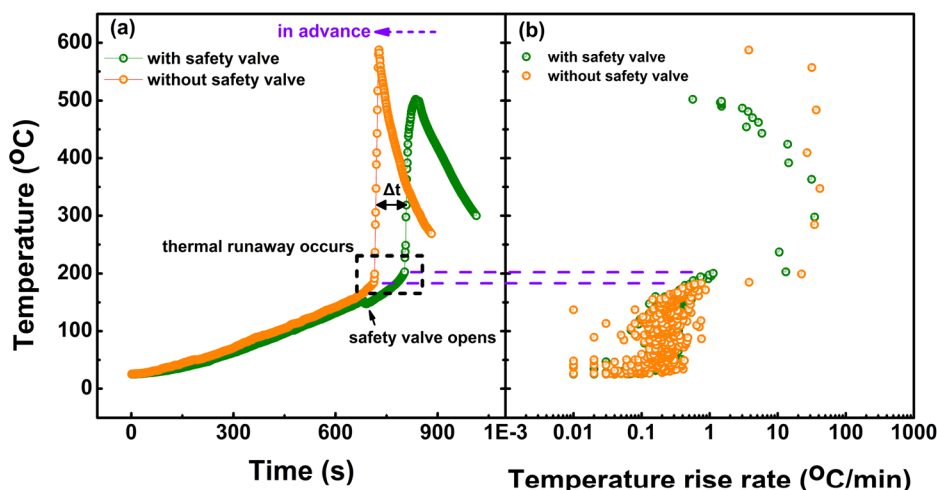 (a)
in advance
with safety valve
without safety valve
Δt
thermal runaway occurs
safety valve opens
Temperature (⁰C)
600
500
400
300
200
100
0
0
300
600
900
Time (s)
(b)
with safety valve
without safety valve
1E-3
0.01
0.1
1
10
100
1000
Temperature rise rate (⁰C/min)